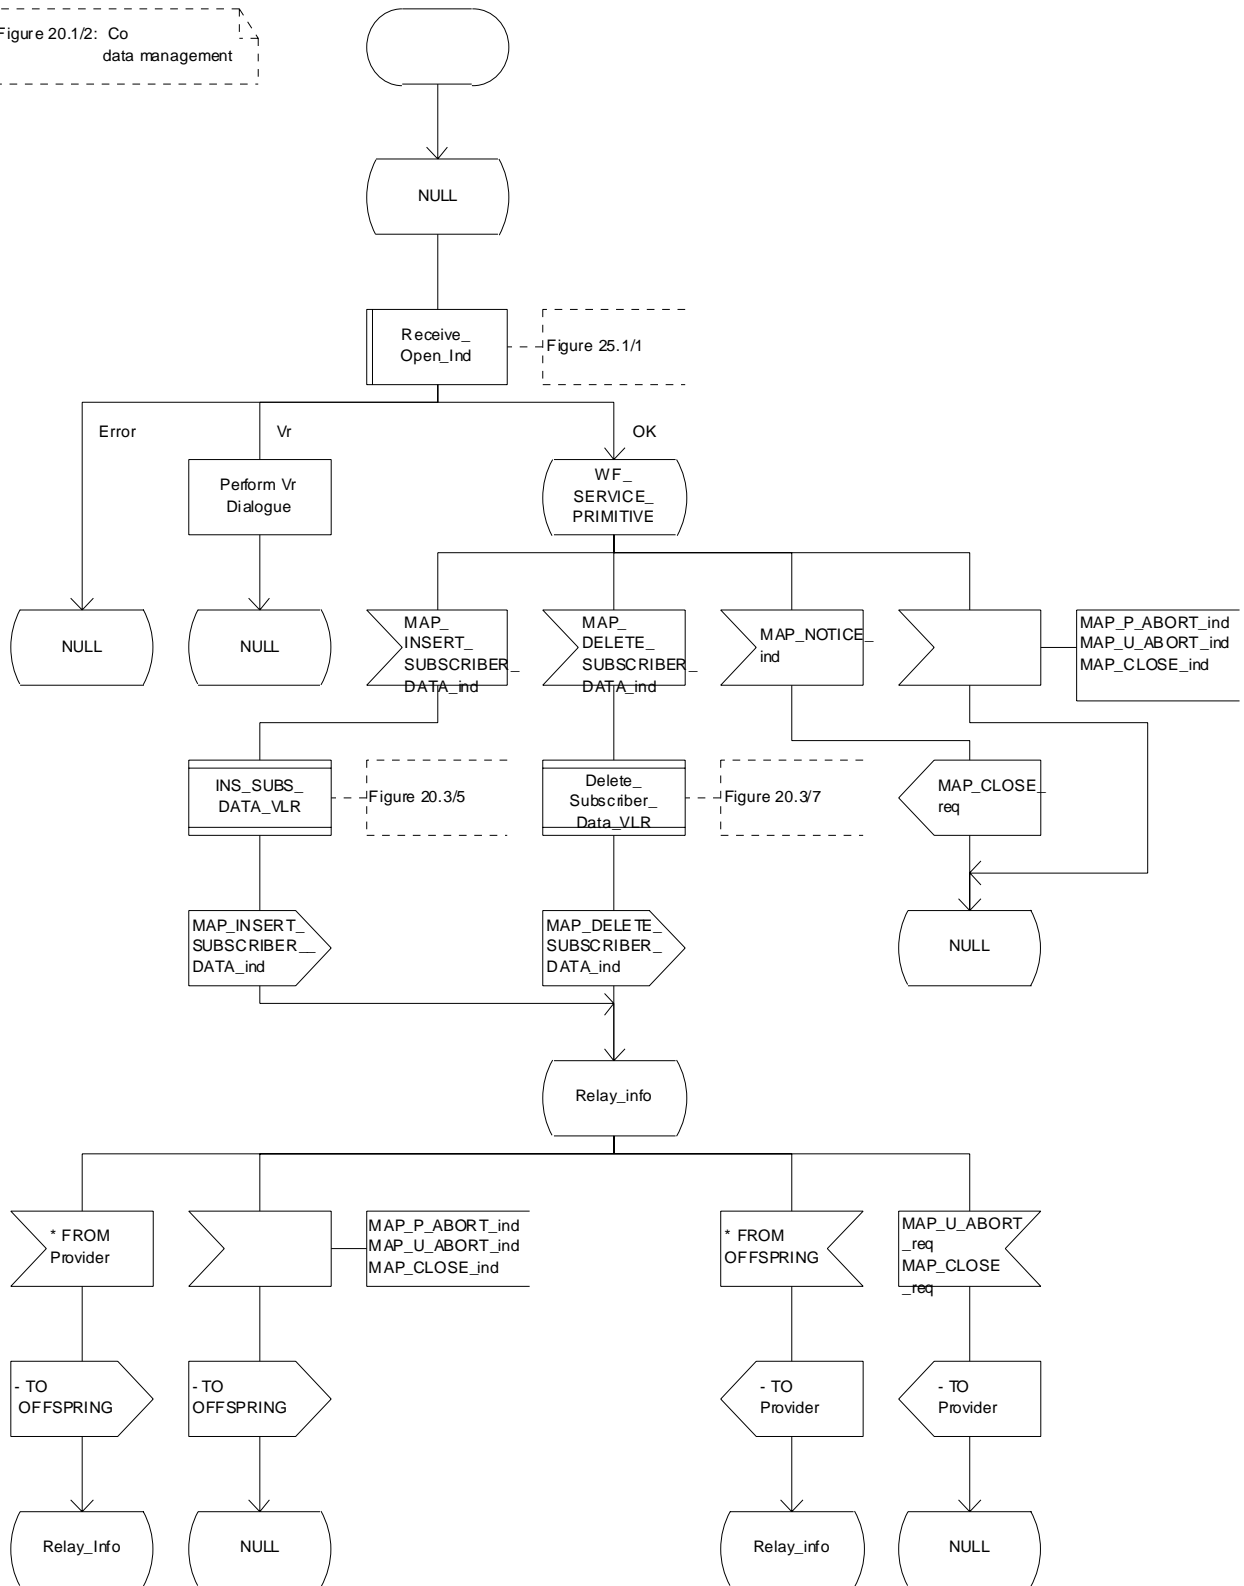 Figure 20.1/2: Co
data management
NULL
Receive_
Open_Ind
Figure 25.1/1
Error
Vr
OK
Perform Vr
Dialogue
WF_
SERVICE_
PRIMITIVE
NULL
NULL
MAP_
INSERT_
SUBSCRIBER_
DATA_ind
MAP_
DELETE_
SUBSCRIBER_
DATA_ind
MAP_NOTICE_
ind
MAP_P_ABORT_ind
MAP_U_ABORT_ind
MAP_CLOSE_ind
INS_SUBS_
DATA_VLR
Figure 20.3/5
Delete_
Subscriber_
Data_VLR
Figure 20.3/7
MAP_CLOSE_
req
MAP_INSERT_
SUBSCRIBER__
DATA_ind
MAP_DELETE_
SUBSCRIBER_
DATA_ind
NULL
Relay_info
* FROM
Provider
MAP_P_ABORT_ind
MAP_U_ABORT_ind
MAP_CLOSE_ind
* FROM
OFFSPRING
MAP_U_ABORT
_req
MAP_CLOSE
_req
- TO
OFFSPRING
- TO
OFFSPRING
- TO
Provider
- TO
Provider
Relay_Info
NULL
Relay_info
NULL